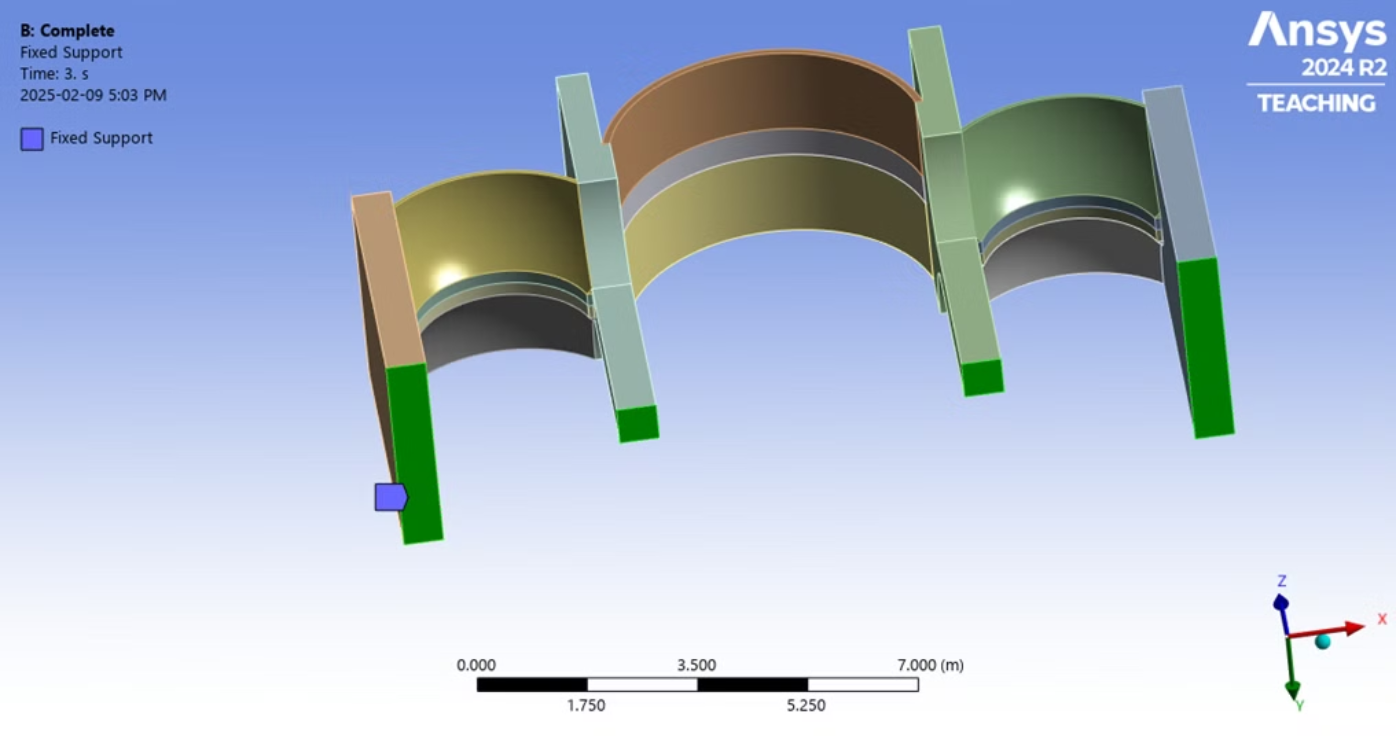 B: Complete
Fixed Support
Time: 3. s
2025-02-09 5:03 PM
Fixed Support
Ansys
2024 R2
TEACHING
0.000 3.500 7.000 (m)
1.750 5.250
Z
X
Y